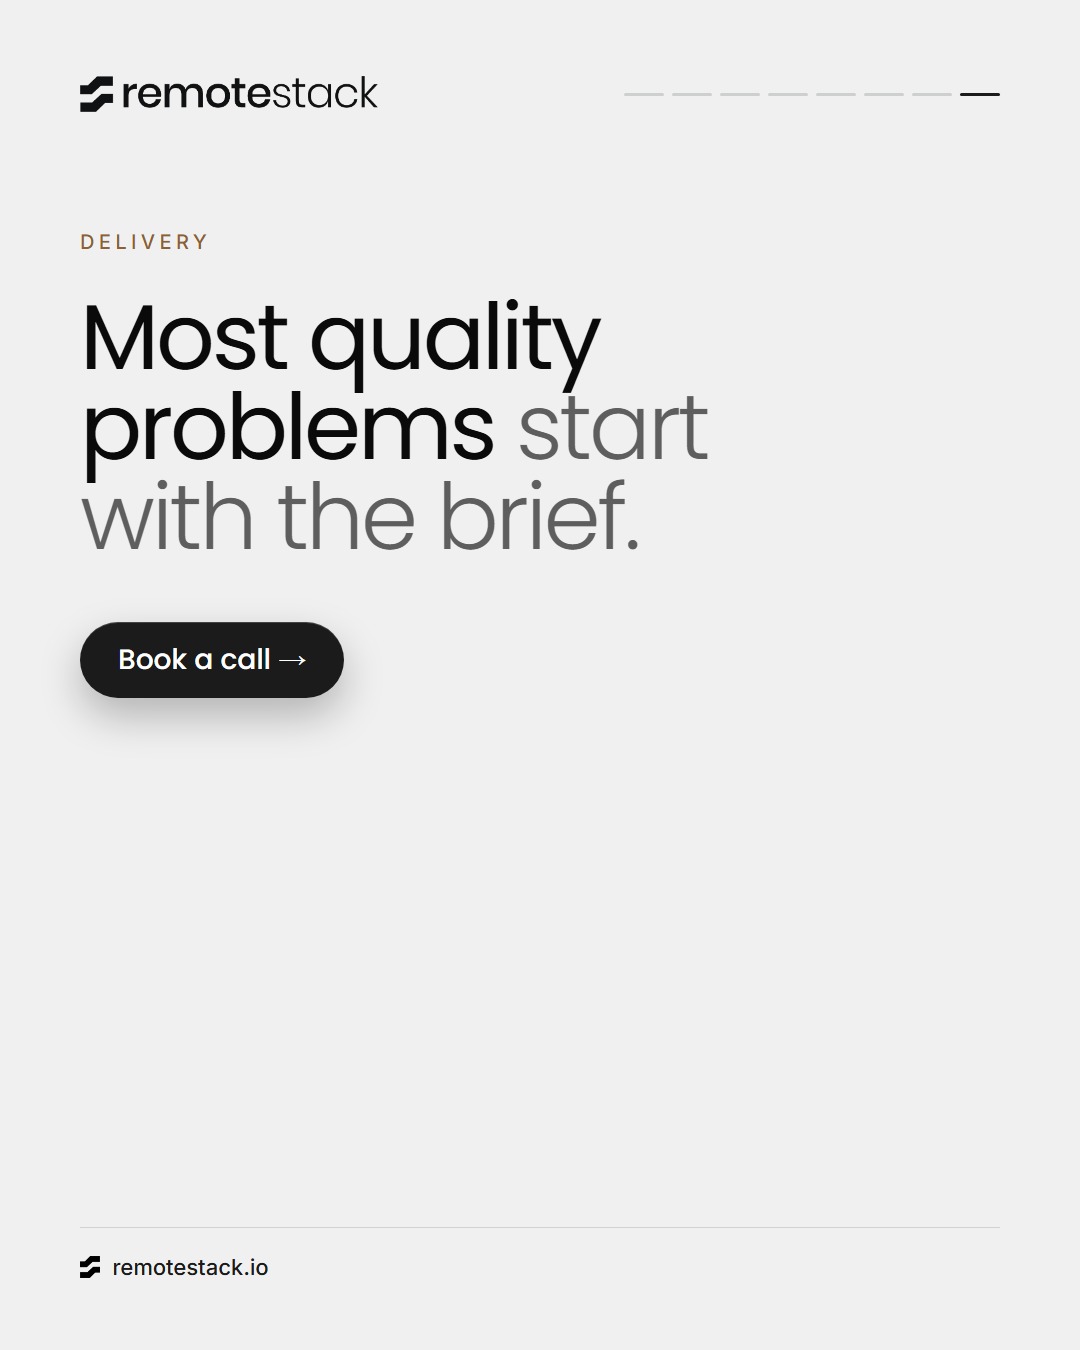 remotestack
DELIVERY
Most quality
problems start
with the brief.
Book a call →
remotestack.io